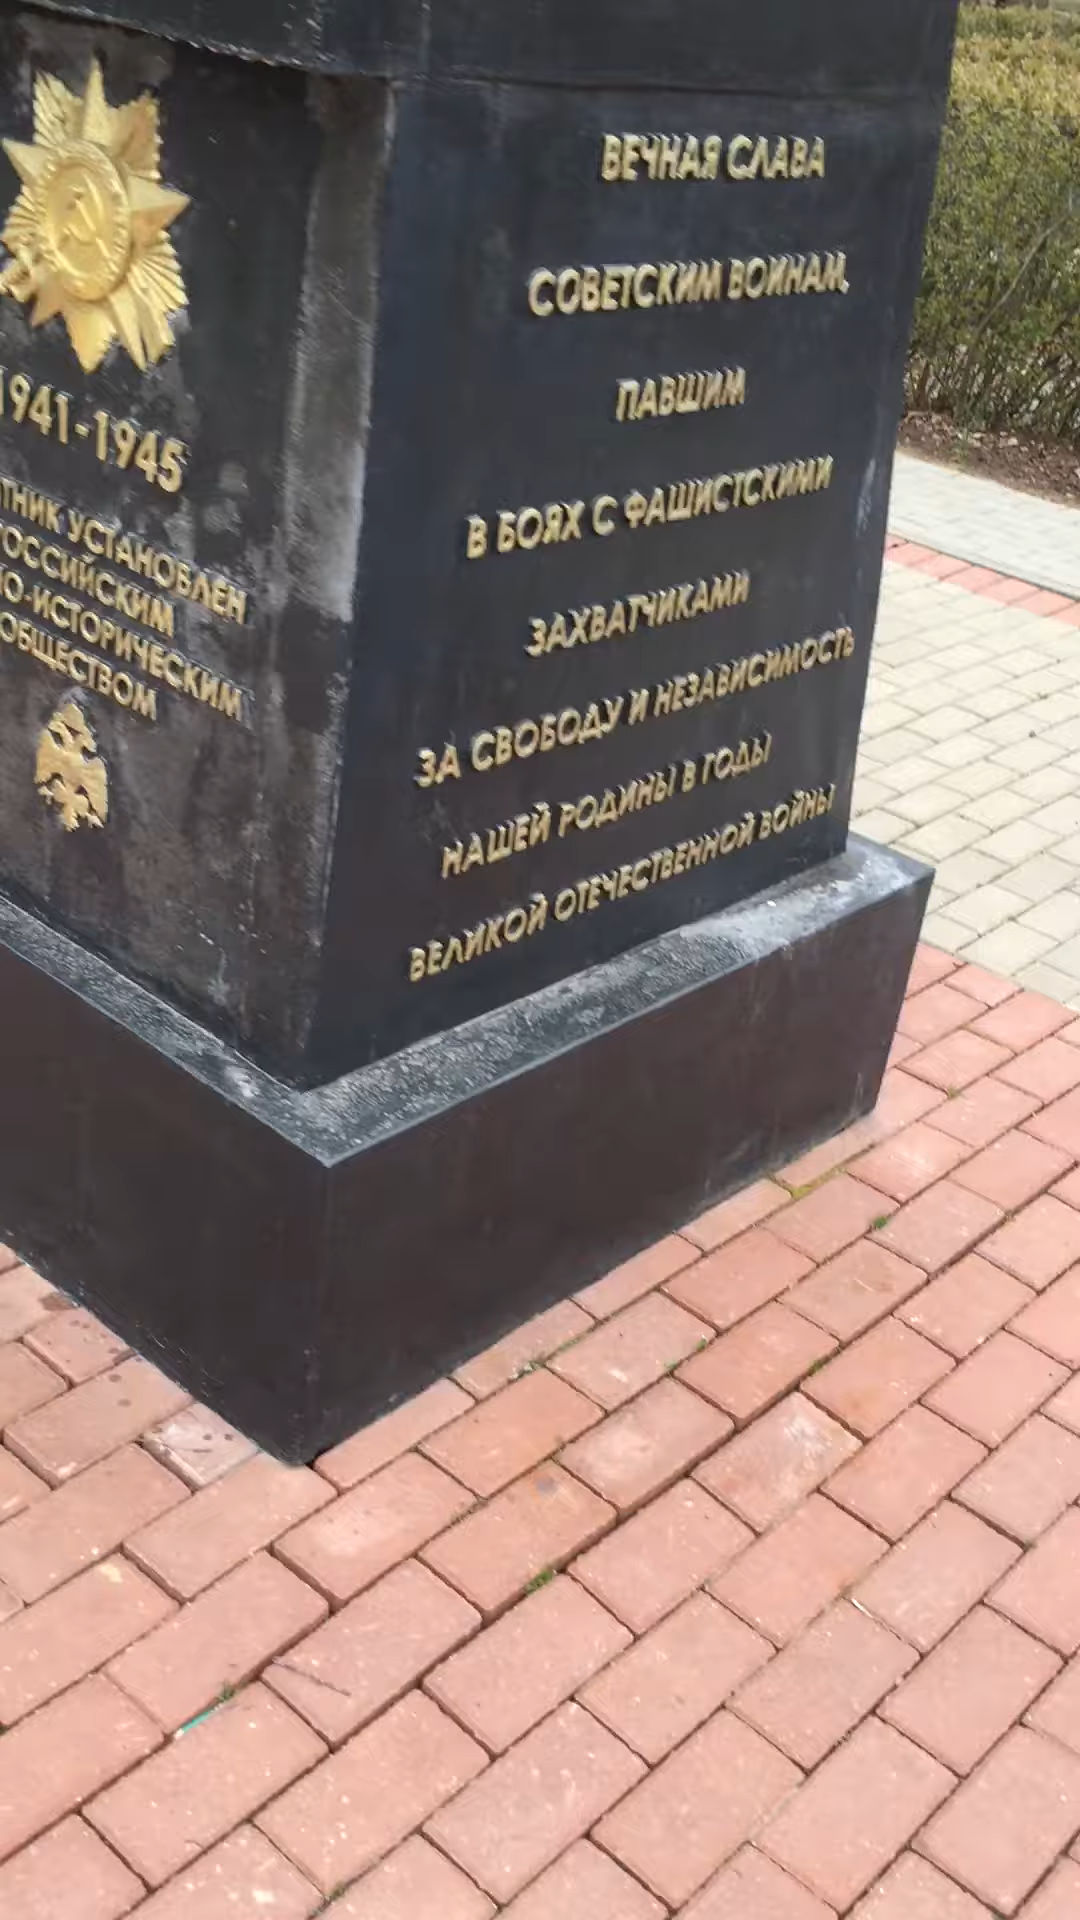 1941-1945
УСТАНОВЛЕН
РОССИЙСКИМ
-ИСТОРИЧЕСКИМ
ОБЩЕСТВОМ
ВЕЧНАЯ СЛАВА
СОВЕТСКИМ ВОИНАМ,
ПАВШИМ
В БОЯХ С ФАШИСТСКИМИ
ЗАХВАТЧИКАМИ
ЗА СВОБОДУ И НЕЗАВИСИМОСТЬ
НАШЕЙ РОДИНЫ В ГОДЫ
ВЕЛИКОЙ ОТЕЧЕСТВЕННОЙ ВОЙНЫ